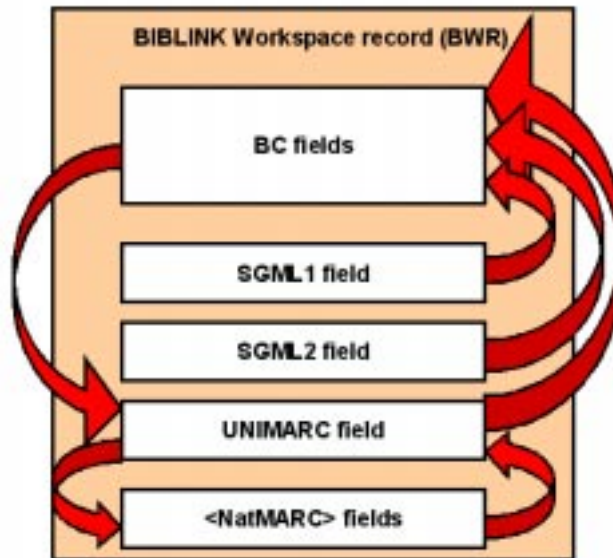 BIBLINK Workspace record (BWR)
BC fields
SGML1 field
SGML2 field
UNIMARC field
<NatMARC> fields